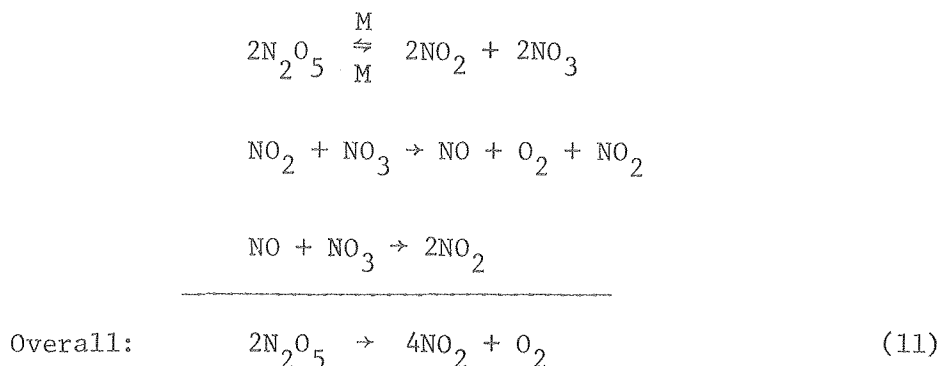 M
2N₂O₅ ⇋ 2NO₂ + 2NO₃
M
NO₂ + NO₃ → NO + O₂ + NO₂
NO + NO₃ → 2NO₂
Overall: 2N₂O₅ → 4NO₂ + O₂ (11)